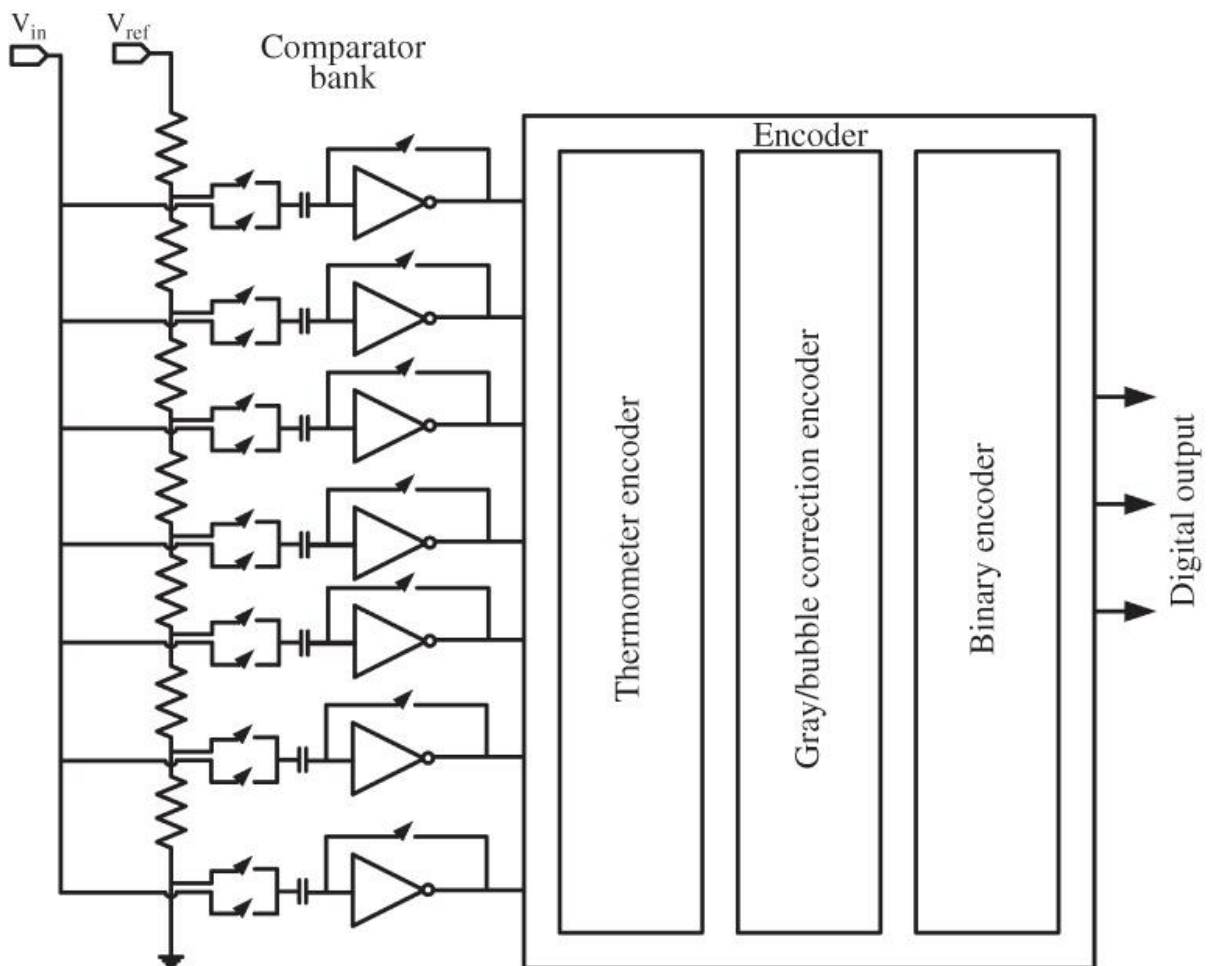 V_in
V_ref
Comparator
bank
Encoder
Thermometer encoder
Gray/bubble correction encoder
Binary encoder
Digital output